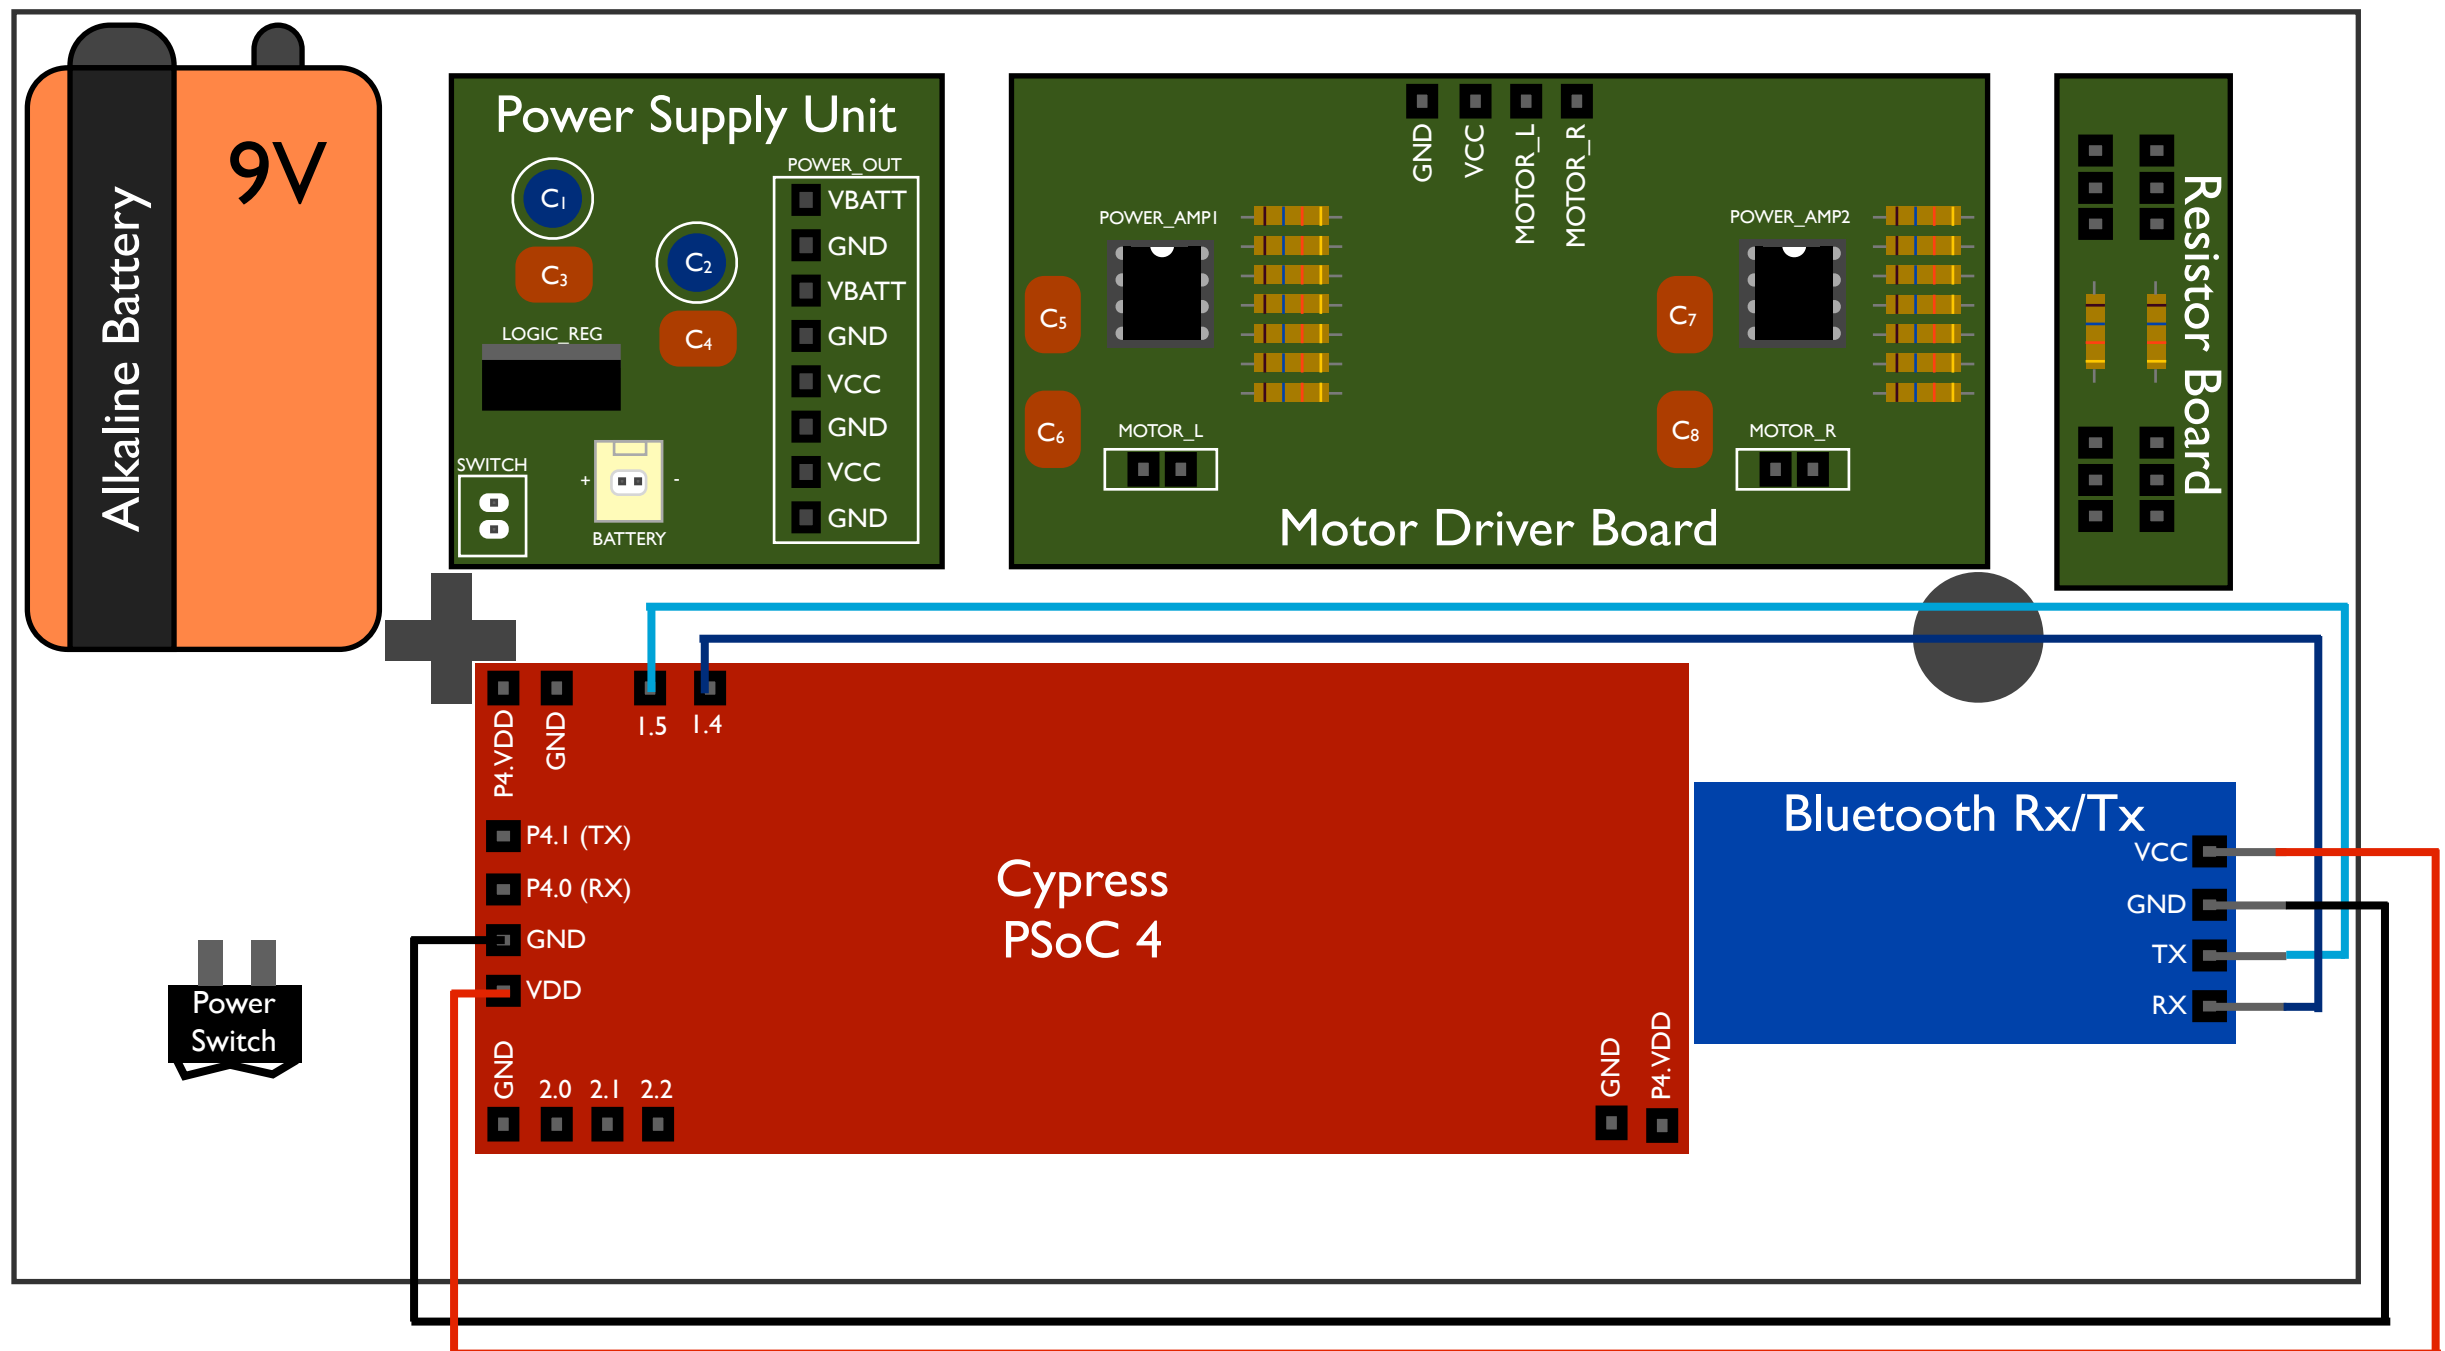 Alkaline Battery
9V
Power Supply Unit
C1
C3
C2
C4
LOGIC_REG
SWITCH
+
-
BATTERY
POWER_OUT
VBATT
GND
VBATT
GND
VCC
GND
VCC
GND
GND
VCC
MOTOR_L
MOTOR_R
POWER_AMP1
POWER_AMP2
C5
C6
C7
C8
MOTOR_L
MOTOR_R
Motor Driver Board
Resistor Board
P4.VDD
GND
1.5
1.4
P4.1 (TX)
P4.0 (RX)
GND
VDD
GND
2.0
2.1
2.2
Cypress
PSoC 4
GND
P4.VDD
Bluetooth Rx/Tx
VCC
GND
TX
RX
Power
Switch